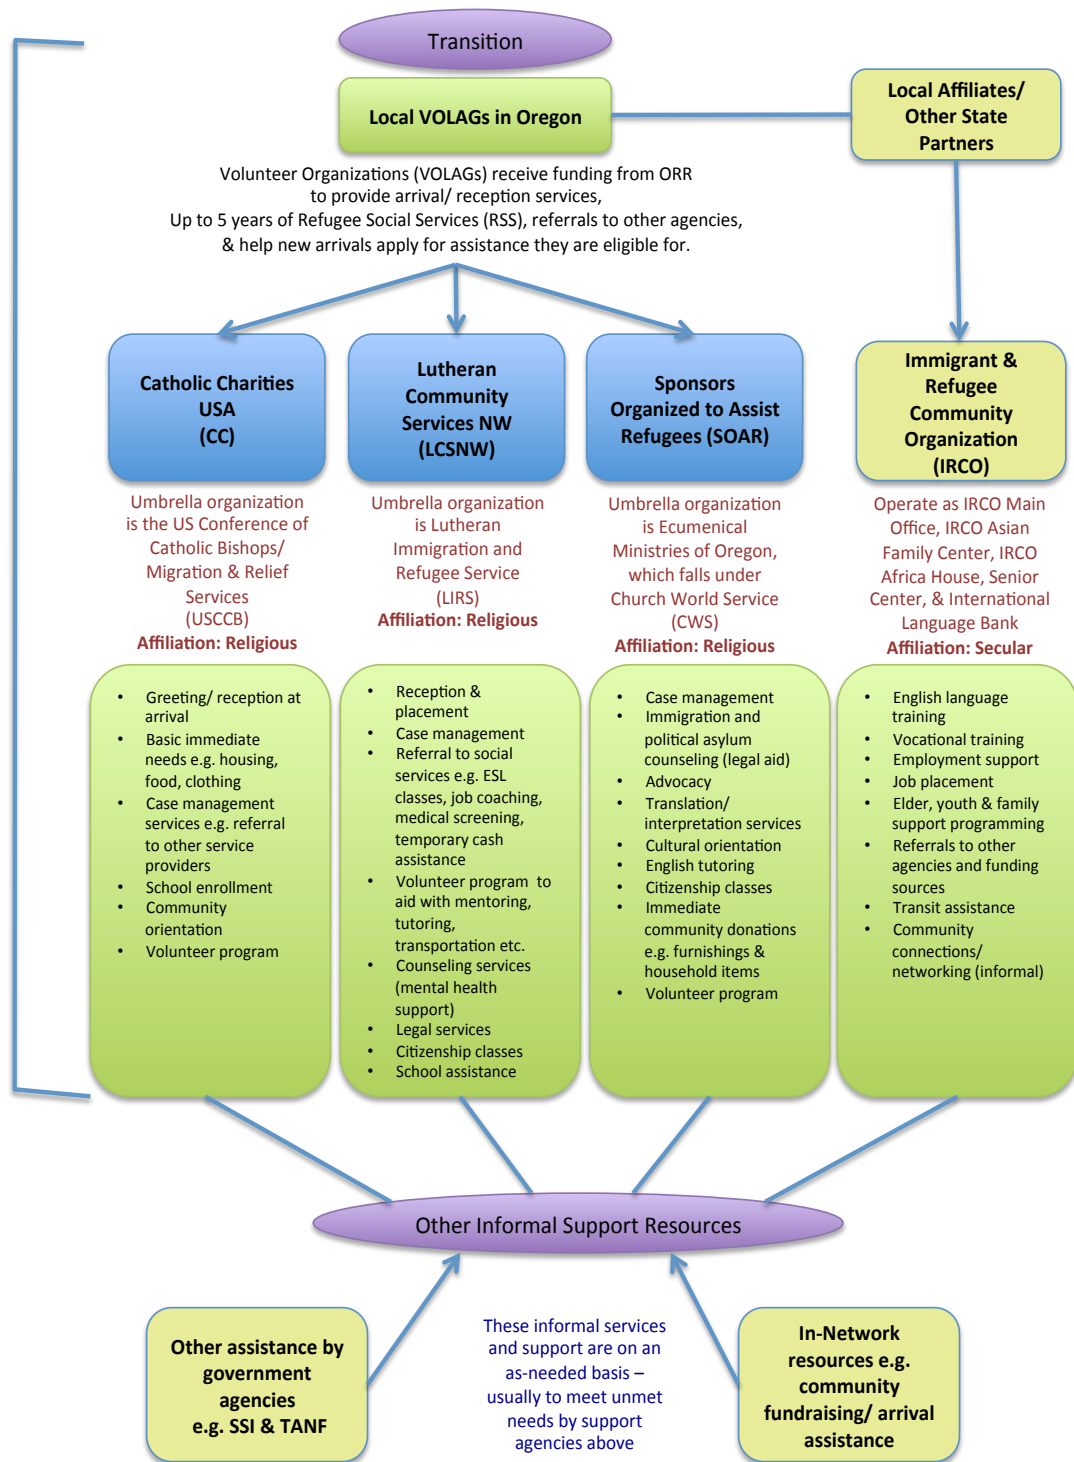 Transition
Local VOLAGs in Oregon
Local Affiliates/
Other State
Partners
Volunteer Organizations (VOLAGs) receive funding from ORR
to provide arrival/ reception services,
Up to 5 years of Refugee Social Services (RSS), referrals to other agencies,
& help new arrivals apply for assistance they are eligible for.
Catholic Charities
USA
(CC)
Lutheran
Community
Services NW
(LCSNW)
Sponsors
Organized to Assist
Refugees (SOAR)
Immigrant &
Refugee
Community
Organization
(IRCO)
Umbrella organization
is the US Conference of
Catholic Bishops/
Migration & Relief
Services
(USCCB)
Affiliation: Religious
Umbrella organization
is Lutheran
Immigration and
Refugee Service
(LIRS)
Affiliation: Religious
Umbrella organization
is Ecumenical
Ministries of Oregon,
which falls under
Church World Service
(CWS)
Affiliation: Religious
Operate as IRCO Main
Office, IRCO Asian
Family Center, IRCO
Africa House, Senior
Center, & International
Language Bank
Affiliation: Secular
• Greeting/ reception at
arrival
• Basic immediate
needs e.g. housing,
food, clothing
• Case management
services e.g. referral
to other service
providers
• School enrollment
• Community
orientation
• Volunteer program
• Reception &
placement
• Case management
• Referral to social
services e.g. ESL
classes, job coaching,
medical screening,
temporary cash
assistance
• Volunteer program to
aid with mentoring,
tutoring,
transportation etc.
• Counseling services
(mental health
support)
• Legal services
• Citizenship classes
• School assistance
• Case management
• Immigration and
political asylum
counseling (legal aid)
• Advocacy
• Translation/
interpretation services
• Cultural orientation
• English tutoring
• Citizenship classes
• Immediate
community donations
e.g. furnishings &
household items
• Volunteer program
• English language
training
• Vocational training
• Employment support
• Job placement
• Elder, youth & family
support programming
• Referrals to other
agencies and funding
sources
• Transit assistance
• Community
connections/
networking (informal)
Other Informal Support Resources
Other assistance by
government
agencies
e.g. SSI & TANF
These informal services
and support are on an
as-needed basis –
usually to meet unmet
needs by support
agencies above
In-Network
resources e.g.
community
fundraising/ arrival
assistance